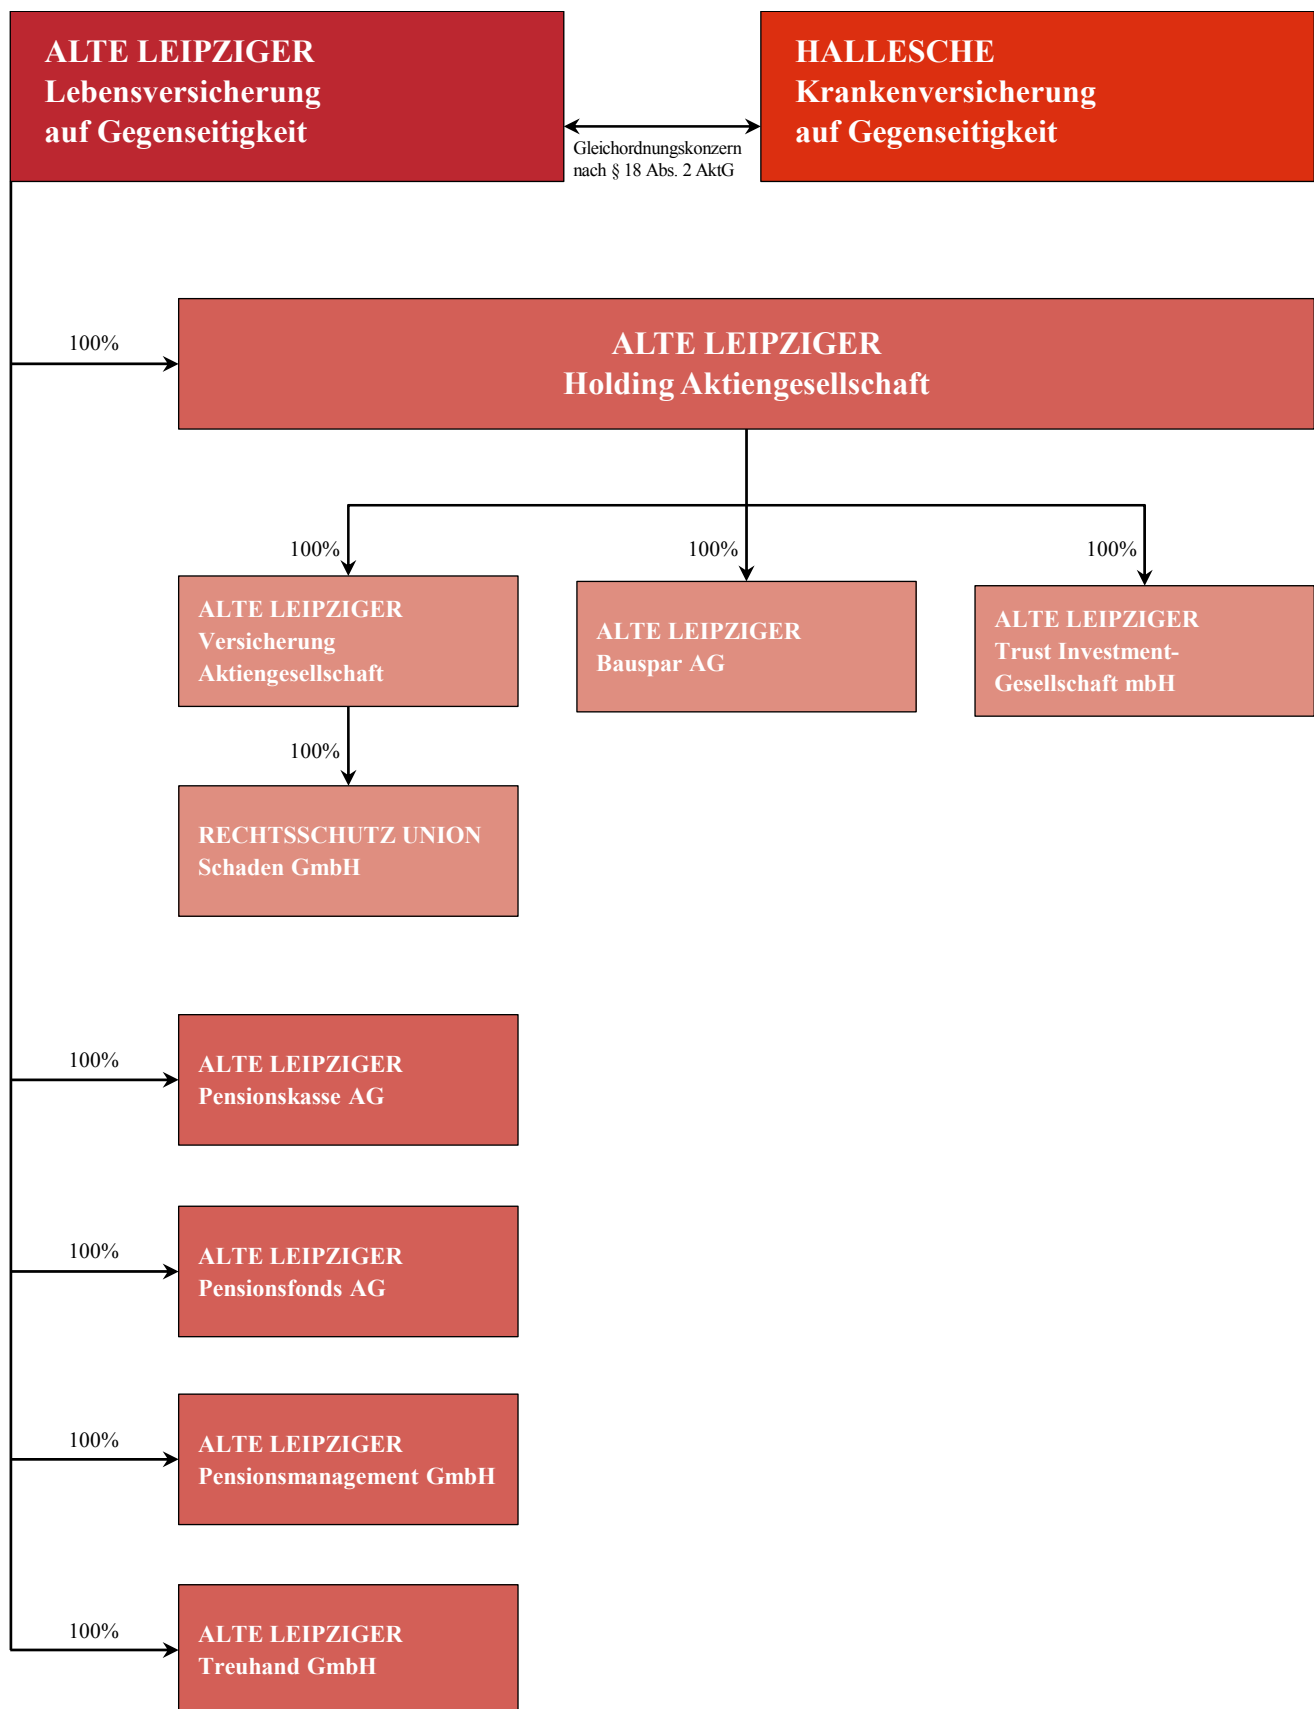 ALTE LEIPZIGER
Lebensversicherung
auf Gegenseitigkeit
HALLESCHE
Krankenversicherung
auf Gegenseitigkeit
Gleichordnungskonzern
nach § 18 Abs. 2 AktG
100%
ALTE LEIPZIGER
Holding Aktiengesellschaft
100%
100%
100%
ALTE LEIPZIGER
Versicherung
Aktiengesellschaft
ALTE LEIPZIGER
Bauspar AG
ALTE LEIPZIGER
Trust Investment-
Gesellschaft mbH
100%
RECHTSSCHUTZ UNION
Schaden GmbH
100%
ALTE LEIPZIGER
Pensionskasse AG
100%
ALTE LEIPZIGER
Pensionsfonds AG
100%
ALTE LEIPZIGER
Pensionsmanagement GmbH
100%
ALTE LEIPZIGER
Treuhand GmbH